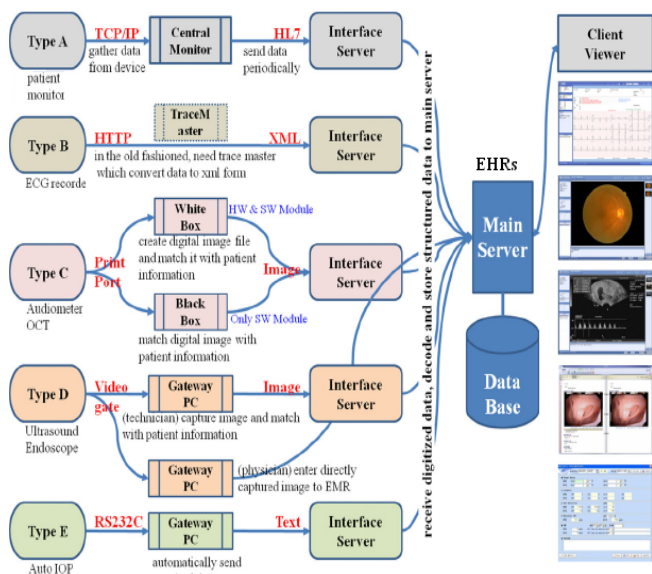 Type A
TCP/IP
gather data
from device
Central
Monitor
HL7
send data
periodically
Interface
Server
patient
monitor
Type B
HTTP
TraceM
aster
XML
in the old fashioned, need trace master
which convert data to xml form
Interface
Server
ECG recorde
Type C
Print
Port
White
Box
HW & SW Module
create digital image file
and match it with patient
information
Image
Black
Box
Only SW Module
match digital image with
patient information
Interface
Server
Audiometer
OCT
Type D
Video
gate
Gateway
PC
Image
(technician) capture image and match
with patient information
Interface
Server
Ultrasound
Endoscope
Gateway
PC
(physician) enter directly
captured image to EMR
Type E
RS232C
Gateway
PC
Text
automatically send
Interface
Server
Auto IOP
receive digitized data, decode and store structured data to main server
EHRs
Main
Server
Data
Base
Client
Viewer